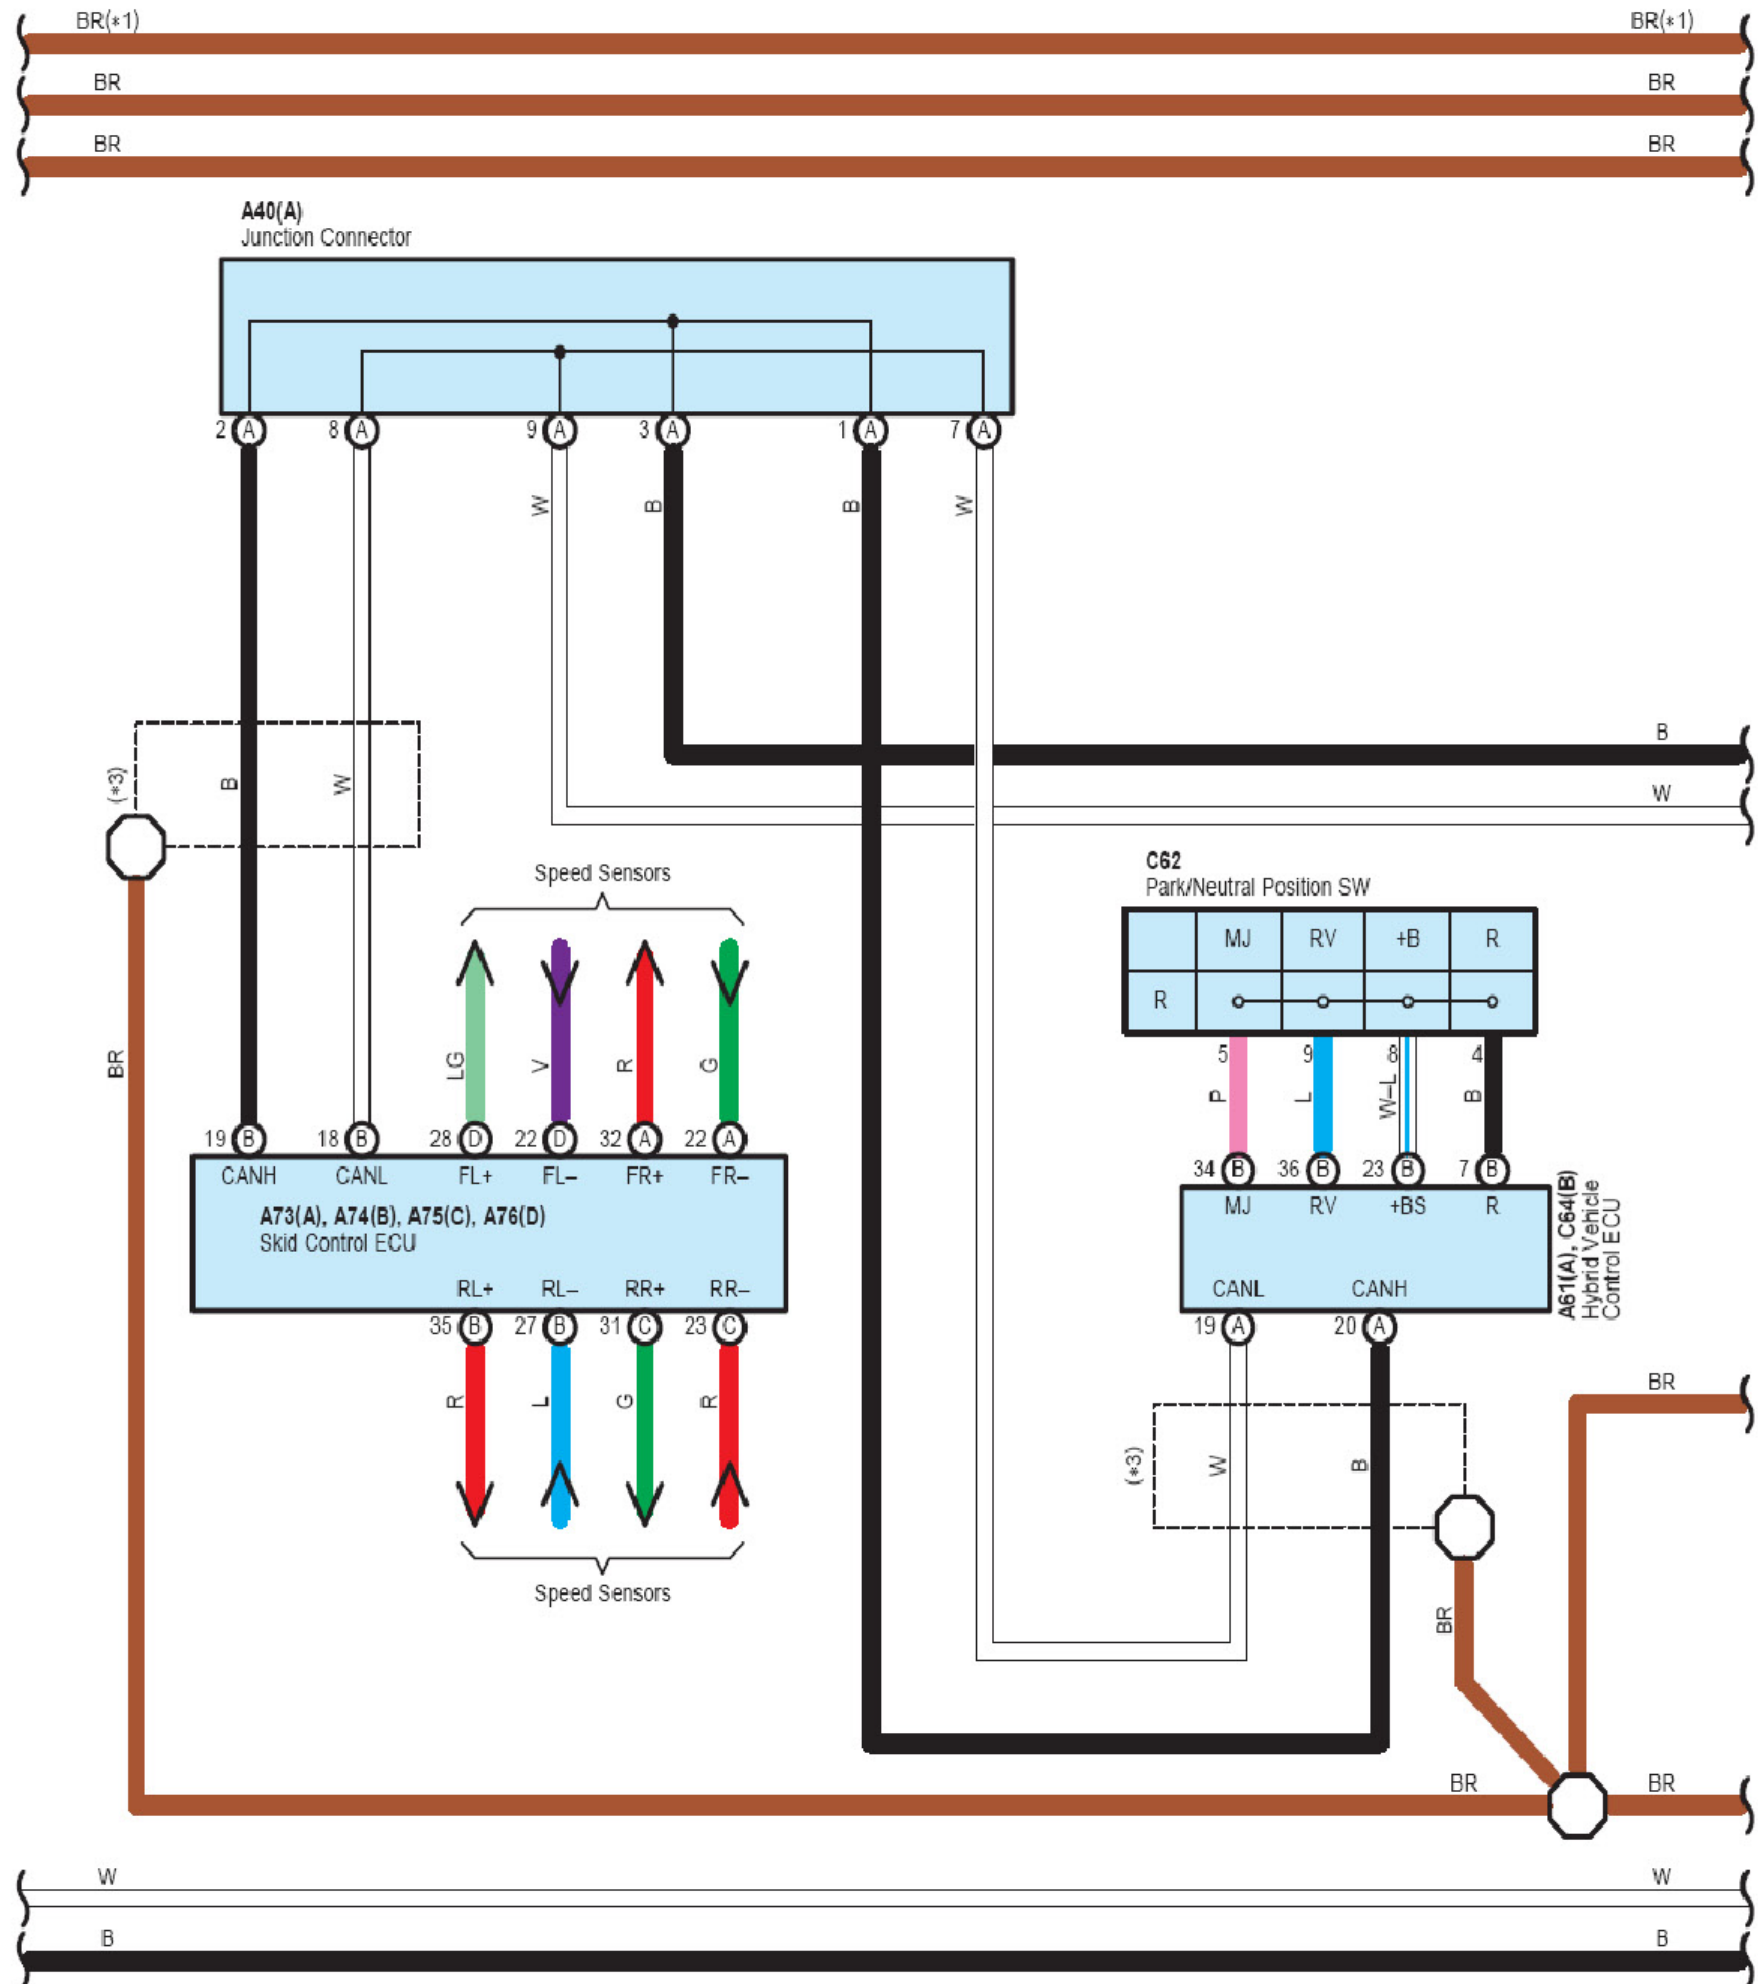 BR(*1) BR(*1)
BR BR
BR BR
A40(A)
Junction Connector
2 A 8 A 9 A 3 A 1 A 7 A
W B B W
B
(*3) B W
W
Speed Sensors
C62
Park/Neutral Position SW
MJ RV +B R
R
5 9 8 4
BR LG V R G
P L W-L B
19 B 18 B 28 D 22 D 32 A 22 A
CANH CANL FL+ FL- FR+ FR-
34 B 36 B 23 B 7 B
MJ RV +BS R
A73(A), A74(B), A75(C), A76(D)
Skid Control ECU
A61(A), C64(B)
Hybrid Vehicle
Control ECU
RL+ RL- RR+ RR-
CANL CANH
35 B 27 B 31 C 23 C
19 A 20 A
BR
R L G R
(*3) W B
Speed Sensors
BR
BR BR
W W
B B